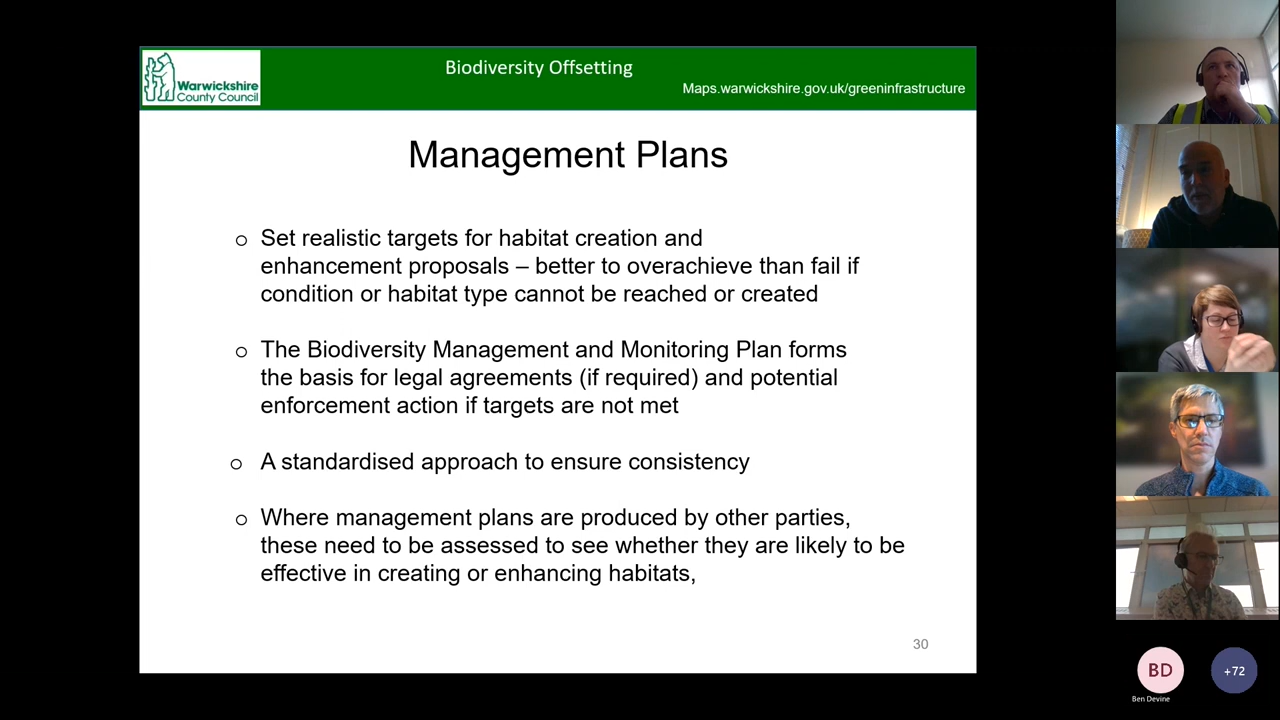 Warwickshire
County Council
Biodiversity Offsetting
Maps.warwickshire.gov.uk/greeninfrastructure
Management Plans
o Set realistic targets for habitat creation and
enhancement proposals – better to overachieve than fail if
condition or habitat type cannot be reached or created
o The Biodiversity Management and Monitoring Plan forms
the basis for legal agreements (if required) and potential
enforcement action if targets are not met
o A standardised approach to ensure consistency
o Where management plans are produced by other parties,
these need to be assessed to see whether they are likely to be
effective in creating or enhancing habitats,
30
BD
Ben Devine
+72